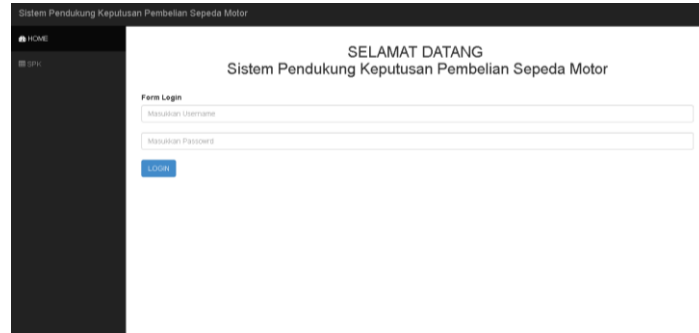 Sistem Pendukung Keputusan Pembelian Sepeda Motor
HOME
SPK
SELAMAT DATANG
Sistem Pendukung Keputusan Pembelian Sepeda Motor
Form Login
Masukkan Username
Masukkan Passowrd
LOGIN